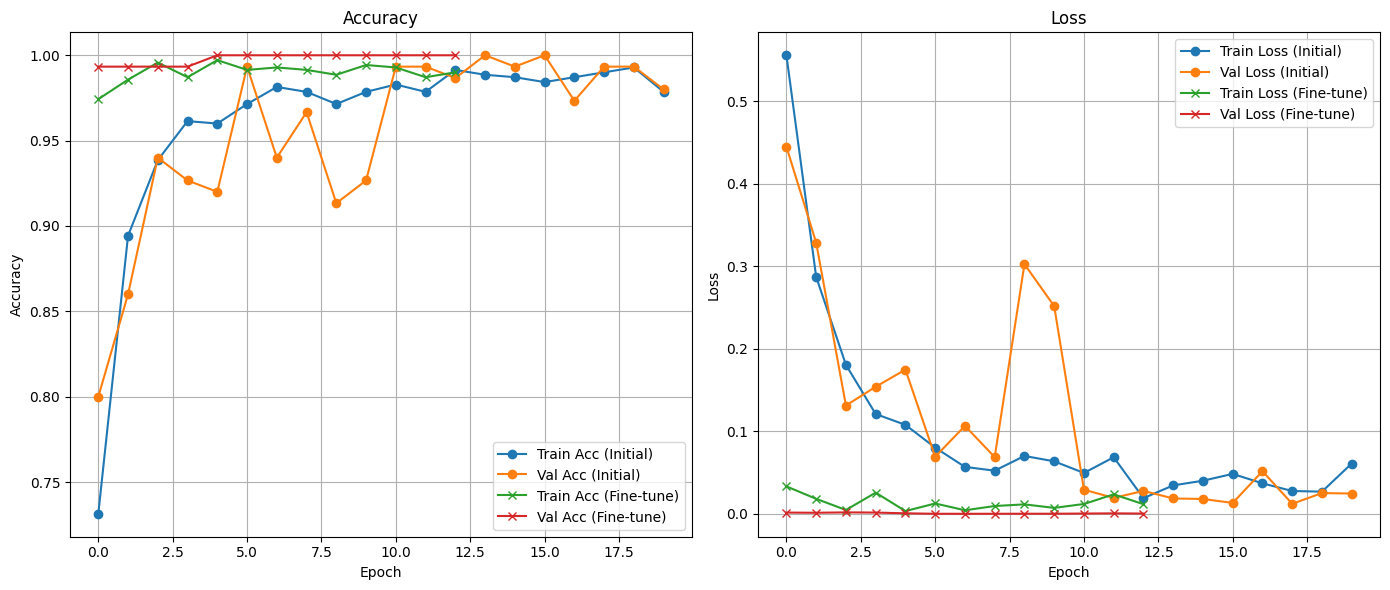 Accuracy
1.00
0.95
0.90
0.85
0.80
0.75
Accuracy
Train Acc (Initial)
Val Acc (Initial)
Train Acc (Fine-tune)
Val Acc (Fine-tune)
0.0 2.5 5.0 7.5 10.0 12.5 15.0 17.5
Epoch
Loss
0.5
0.4
0.3
0.2
0.1
0.0
Loss
Train Loss (Initial)
Val Loss (Initial)
Train Loss (Fine-tune)
Val Loss (Fine-tune)
0.0 2.5 5.0 7.5 10.0 12.5 15.0 17.5
Epoch